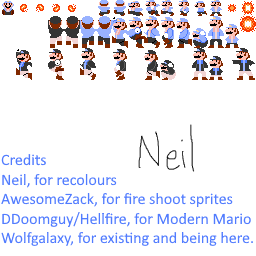 Neil
Credits
Neil, for recolours
AwesomeZack, for fire shoot sprites
DDoomguy/Hellfire, for Modern Mario
Wolfgalaxy, for existing and being here.